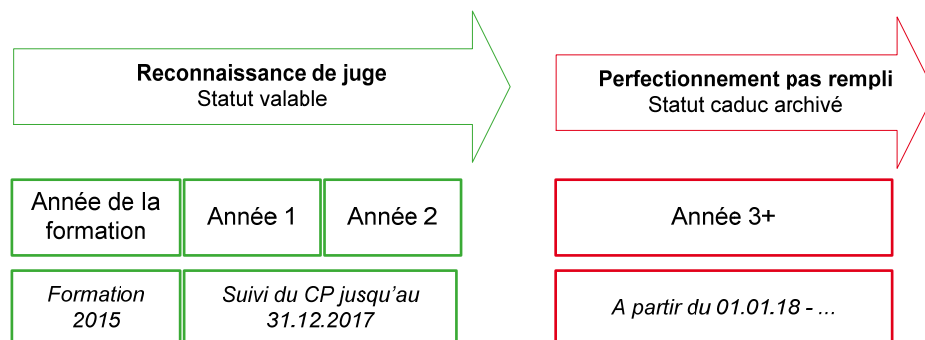 Reconnaissance de juge
Statut valable
Perfectionnement pas rempli
Statut caduc archivé
Année de la
formation
Année 1
Année 2
Année 3+
Formation
2015
Suivi du CP jusqu'au
31.12.2017
A partir du 01.01.18 - ...